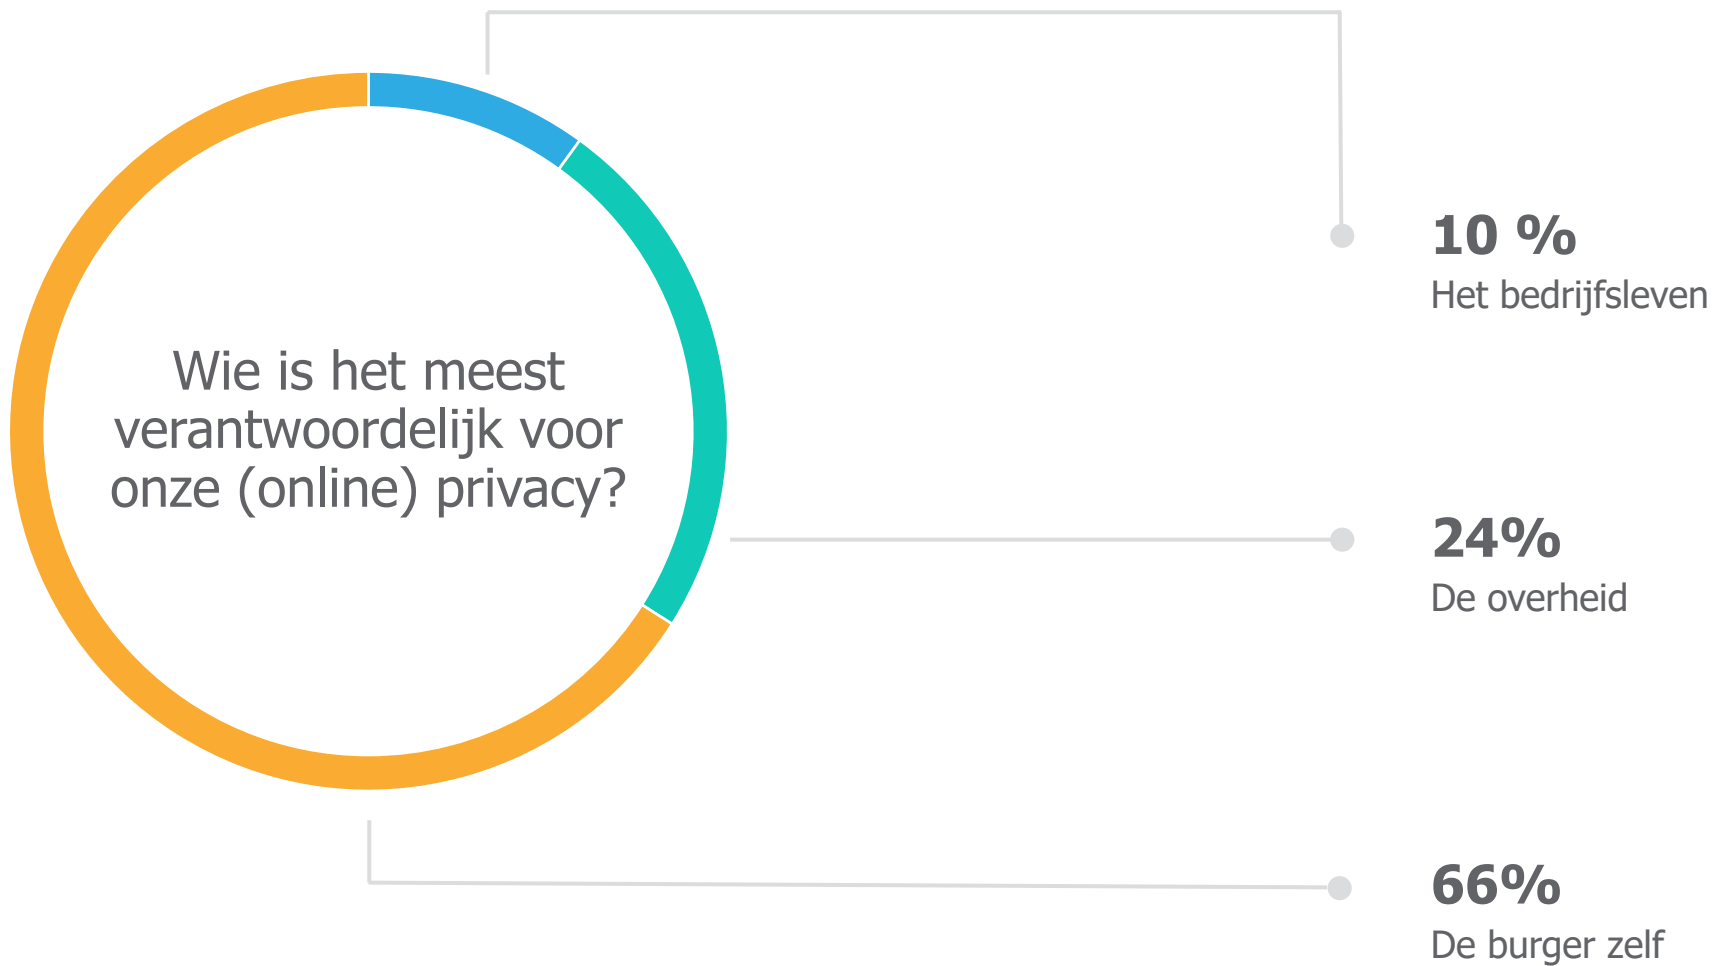 Wie is het meest
verantwoordelijk voor
onze (online) privacy?
10 %
Het bedrijfsleven
24%
De overheid
66%
De burger zelf